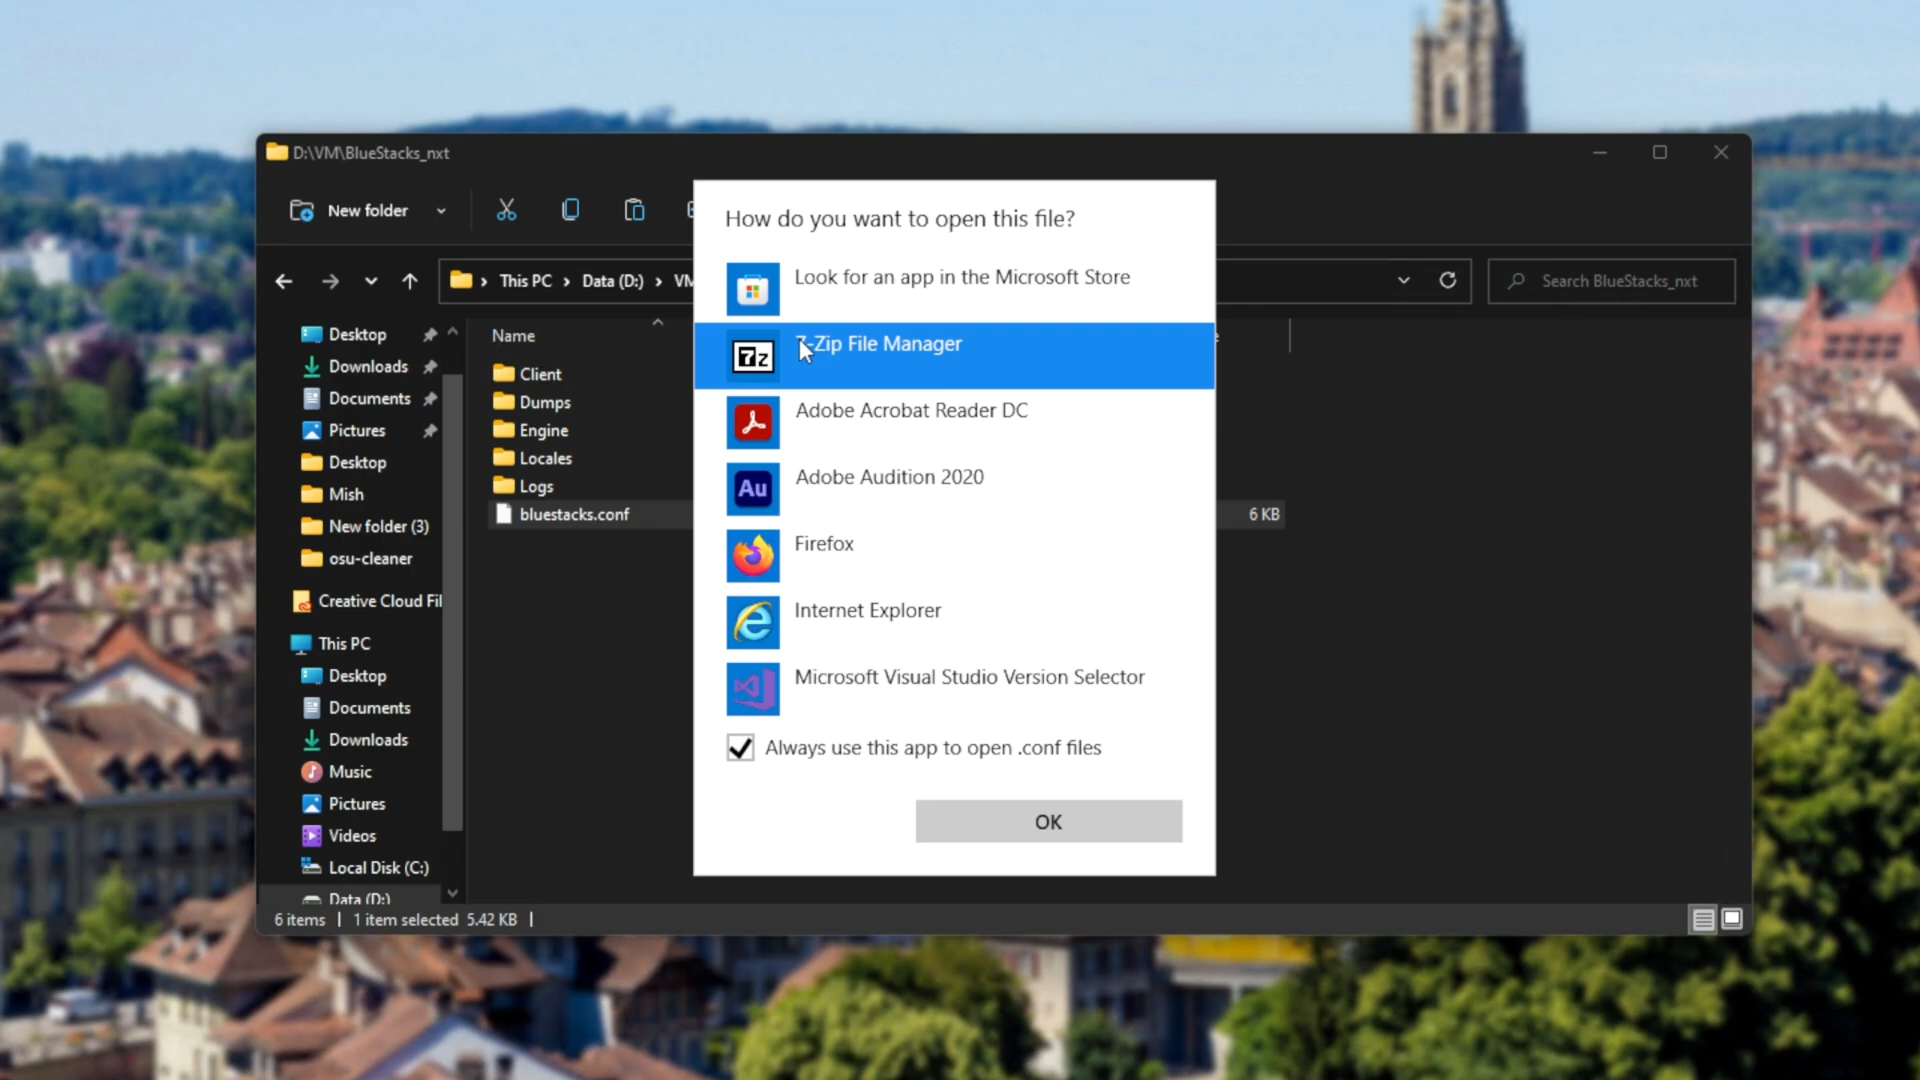 D:\VM\BlueStacks_nxt
New folder
This PC > Data (D:) >
Search BlueStacks_nxt
Desktop
Downloads
Documents
Pictures
Desktop
Mish
New folder (3)
osu-cleaner
Creative Cloud Fil
This PC
Desktop
Documents
Downloads
Music
Pictures
Videos
Local Disk (C:)
Data (D:)
Name
Client
Dumps
Engine
Locales
Logs
bluestacks.conf
6 KB
How do you want to open this file?
Look for an app in the Microsoft Store
7z
7-Zip File Manager
Adobe Acrobat Reader DC
Au
Adobe Audition 2020
Firefox
Internet Explorer
Microsoft Visual Studio Version Selector
Always use this app to open .conf files
OK
6 items | 1 item selected 5.42 KB |